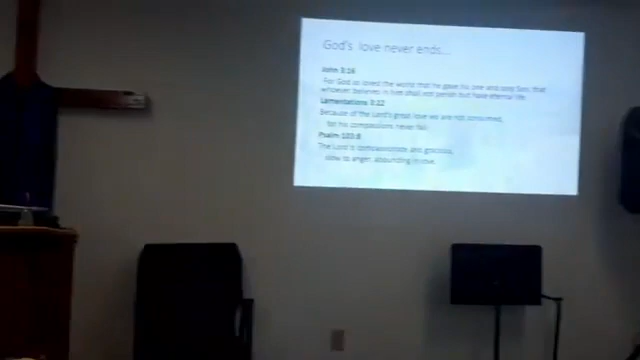 God's love never ends...
John 3:16
For God so loved the world that he gave his one and only Son, that
whoever believes in him shall not perish but have eternal life.
Lamentations 3:22
Because of the Lord's great love we are not consumed,
for his compassions never fail.
Psalm 103:8
The Lord is compassionate and gracious,
slow to anger, abounding in love.